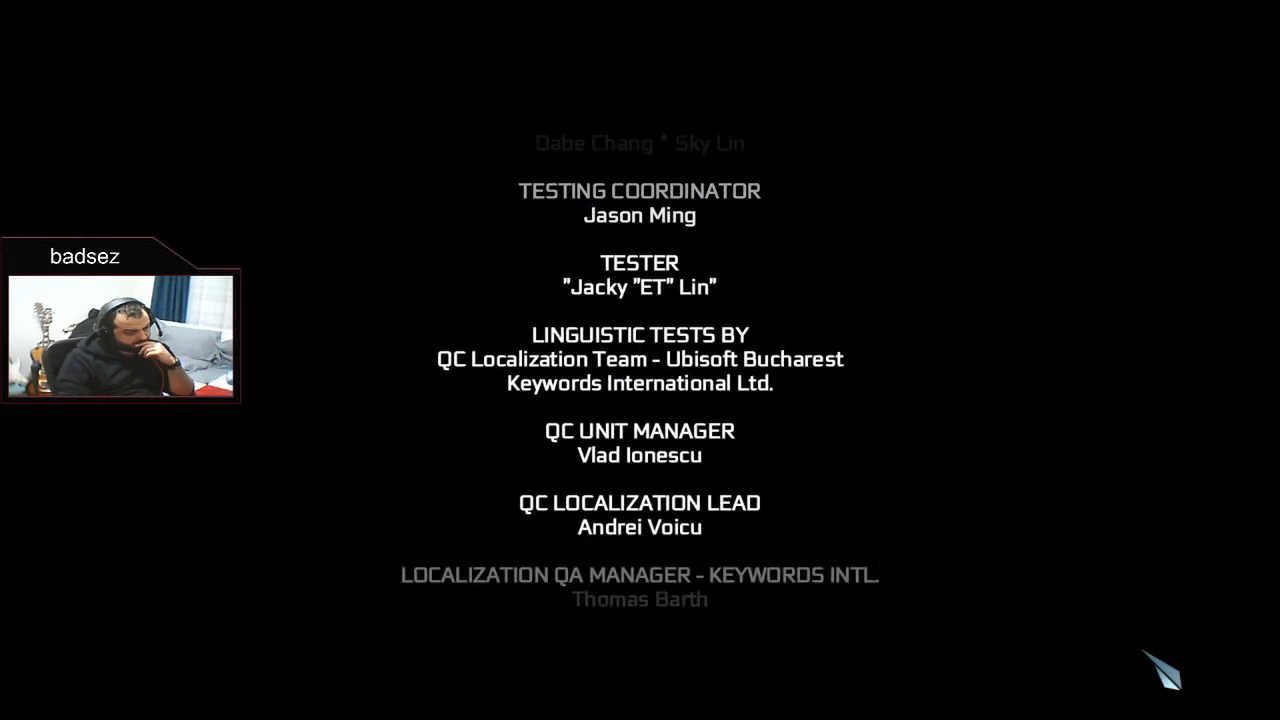 Dabe Chang * Sky Lin
TESTING COORDINATOR
Jason Ming
TESTER
"Jacky "ET" Lin"
LINGUISTIC TESTS BY
QC Localization Team - Ubisoft Bucharest
Keywords International Ltd.
QC UNIT MANAGER
Vlad Ionescu
QC LOCALIZATION LEAD
Andrei Voicu
LOCALIZATION QA MANAGER - KEYWORDS INTL.
Thomas Barth
badsez